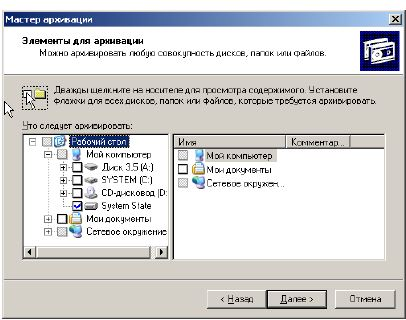 Мастер архивации
Элементы для архивации
Можно архивировать любую совокупность дисков, папок или файлов.
Дважды щелкните на носителе для просмотра содержимого. Установите
флажки для всех дисков, папок или файлов, которые требуется архивировать.
Что следует архивировать:
Рабочий стол
Мой компьютер
Диск 3,5 (A:)
SYSTEM (C:)
CD-дисковод (D:
System State
Мои документы
Сетевое окружение
Имя Комментар...
Мой компьютер
Мои документы
Сетевое окружен...
< Назад Далее > Отмена